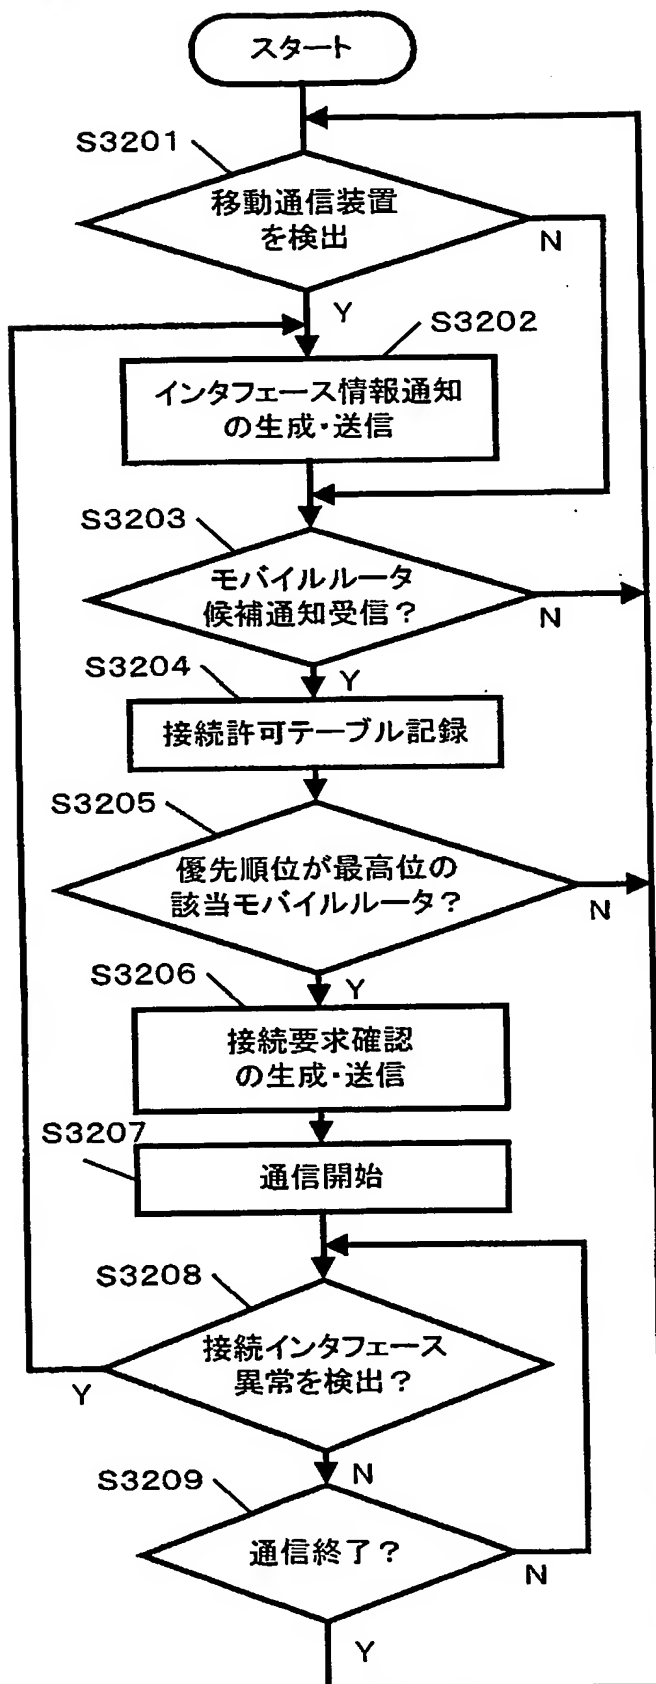 スタート
S3201
移動通信装置
を検出
N
Y
S3202
インタフェース情報通知
の生成・送信
S3203
モバイルルータ
候補通知受信？
N
Y
S3204
接続許可テーブル記録
S3205
優先順位が最高位の
該当モバイルルータ？
N
Y
S3206
接続要求確認
の生成・送信
S3207
通信開始
S3208
接続インタフェース
異常を検出？
Y
N
S3209
通信終了？
N
Y